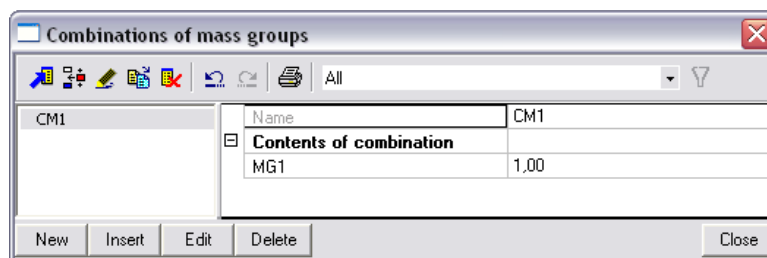 Combinations of mass groups
All
CM1
Name CM1
Contents of combination
MG1 1,00
New Insert Edit Delete Close